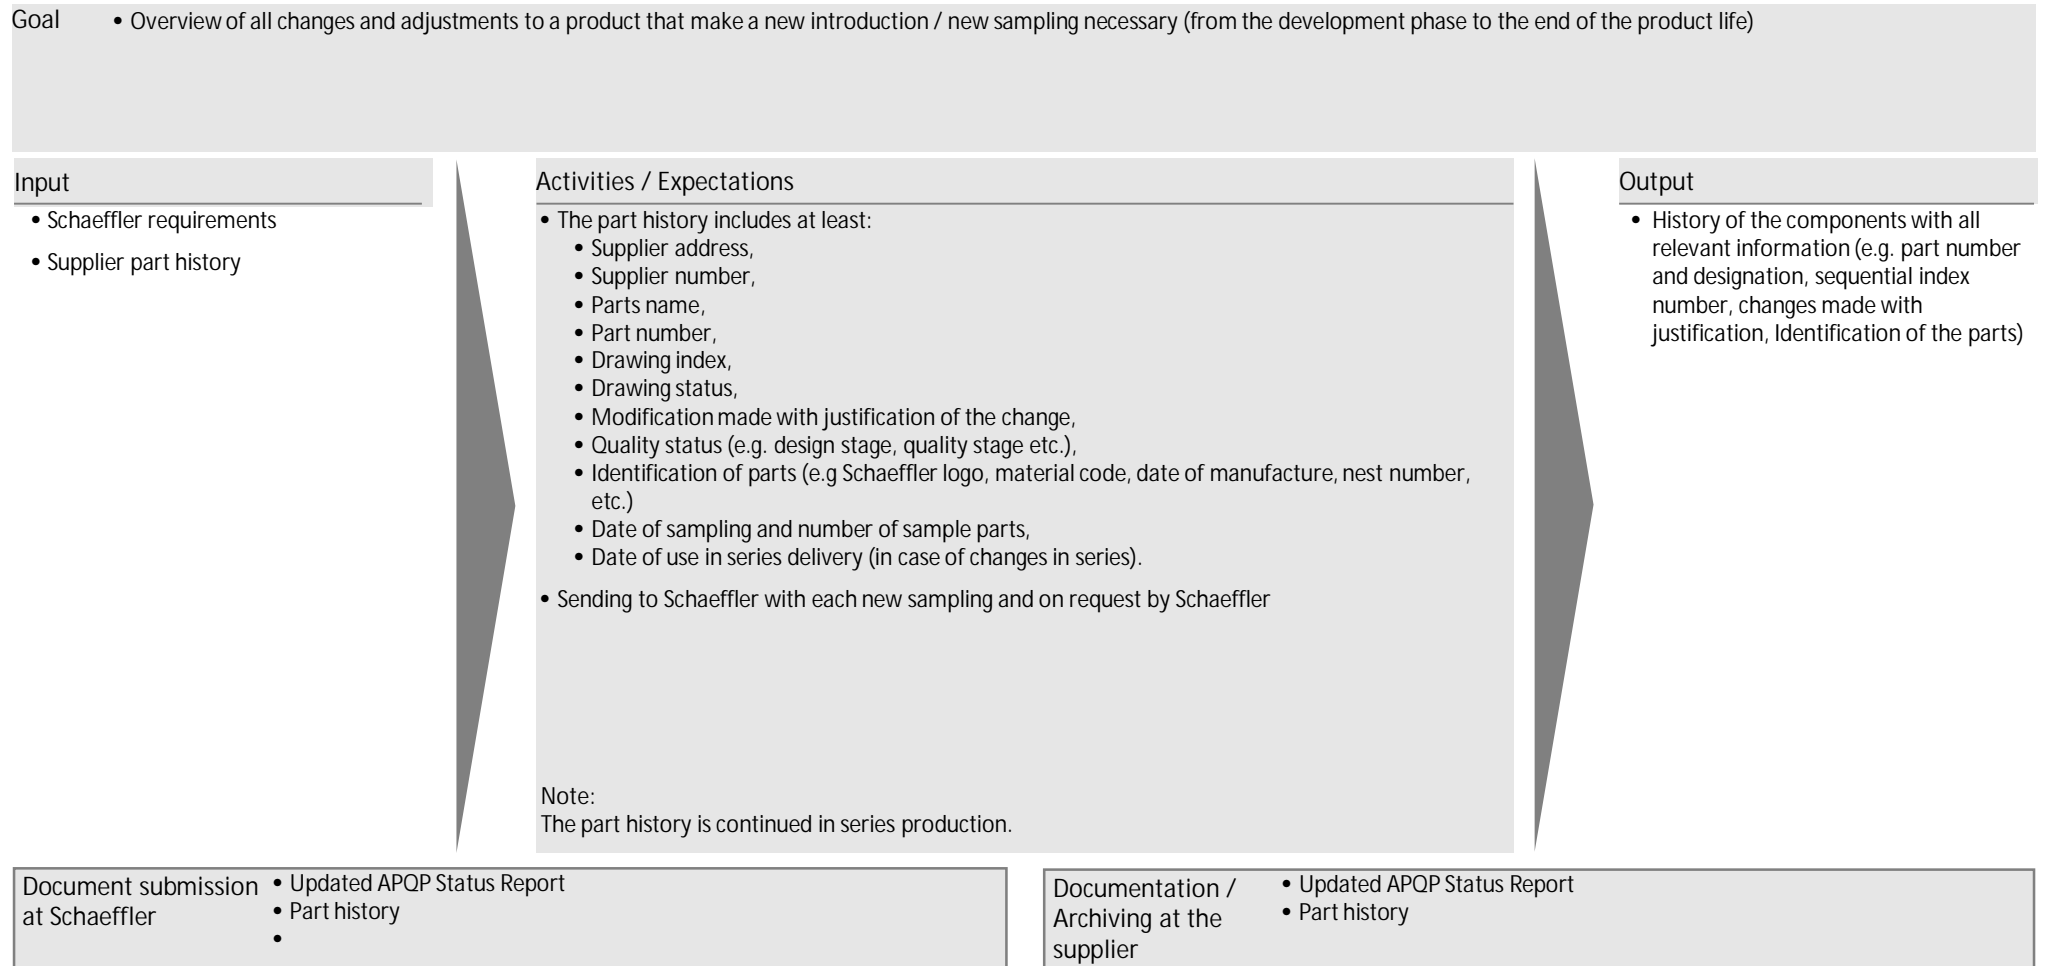 Goal • Overview of all changes and adjustments to a product that make a new introduction / new sampling necessary (from the development phase to the end of the product life)
Input
• Schaeffler requirements
• Supplier part history
Activities / Expectations
• The part history includes at least:
• Supplier address,
• Supplier number,
• Parts name,
• Part number,
• Drawing index,
• Drawing status,
• Modification made with justification of the change,
• Quality status (e.g. design stage, quality stage etc.),
• Identification of parts (e.g Schaeffler logo, material code, date of manufacture, nest number,
etc.)
• Date of sampling and number of sample parts,
• Date of use in series delivery (in case of changes in series).
• Sending to Schaeffler with each new sampling and on request by Schaeffler
Note:
The part history is continued in series production.
Output
• History of the components with all
relevant information (e.g. part number
and designation, sequential index
number, changes made with
justification, Identification of the parts)
Document submission
at Schaeffler
• Updated APQP Status Report
• Part history
•
Documentation /
Archiving at the
supplier
• Updated APQP Status Report
• Part history